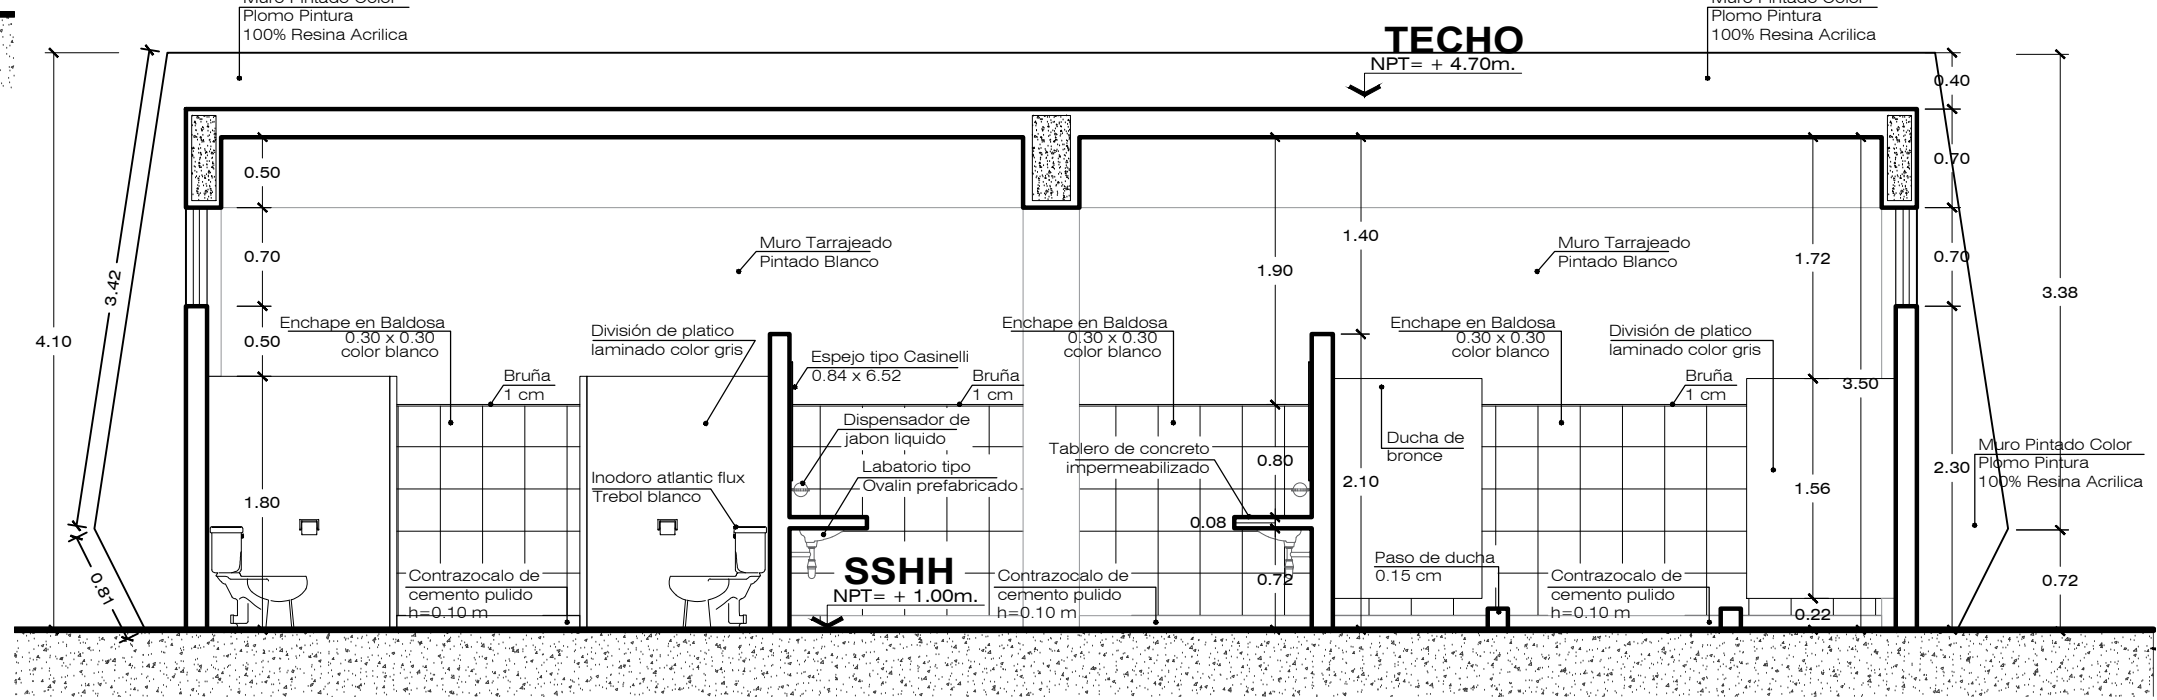 Muro Pintado Color
Plomo Pintura
100% Resina Acrilica
Muro Pintado Color
Plomo Pintura
100% Resina Acrilica
TECHO
NPT= + 4.70m.
0.40
0.50
0.70
1.40
Muro Tarrajeado
Pintado Blanco
Muro Tarrajeado
Pintado Blanco
0.70
1.90
1.72
0.70
3.42
3.38
4.10
0.50
Enchape en Baldosa
0.30 x 0.30
color blanco
División de platico
laminado color gris
Espejo tipo Casinelli
0.84 x 6.52
Enchape en Baldosa
0.30 x 0.30
color blanco
Enchape en Baldosa
0.30 x 0.30
color blanco
División de platico
laminado color gris
Bruña
1 cm
Bruña
1 cm
Bruña
1 cm
3.50
Dispensador de
jabon liquido
Labatorio tipo
Ovalin prefabricado
Tablero de concreto
impermeabilizado
Ducha de
bronce
Muro Pintado Color
Plomo Pintura
100% Resina Acrilica
Inodoro atlantic flux
Trebol blanco
0.80
2.10
2.30
1.80
1.56
0.08
SSHH
NPT= + 1.00m.
Paso de ducha
0.15 cm
0.81
Contrazocalo de
cemento pulido
h=0.10 m
Contrazocalo de
cemento pulido
h=0.10 m
Contrazocalo de
cemento pulido
h=0.10 m
0.72
0.22
0.72